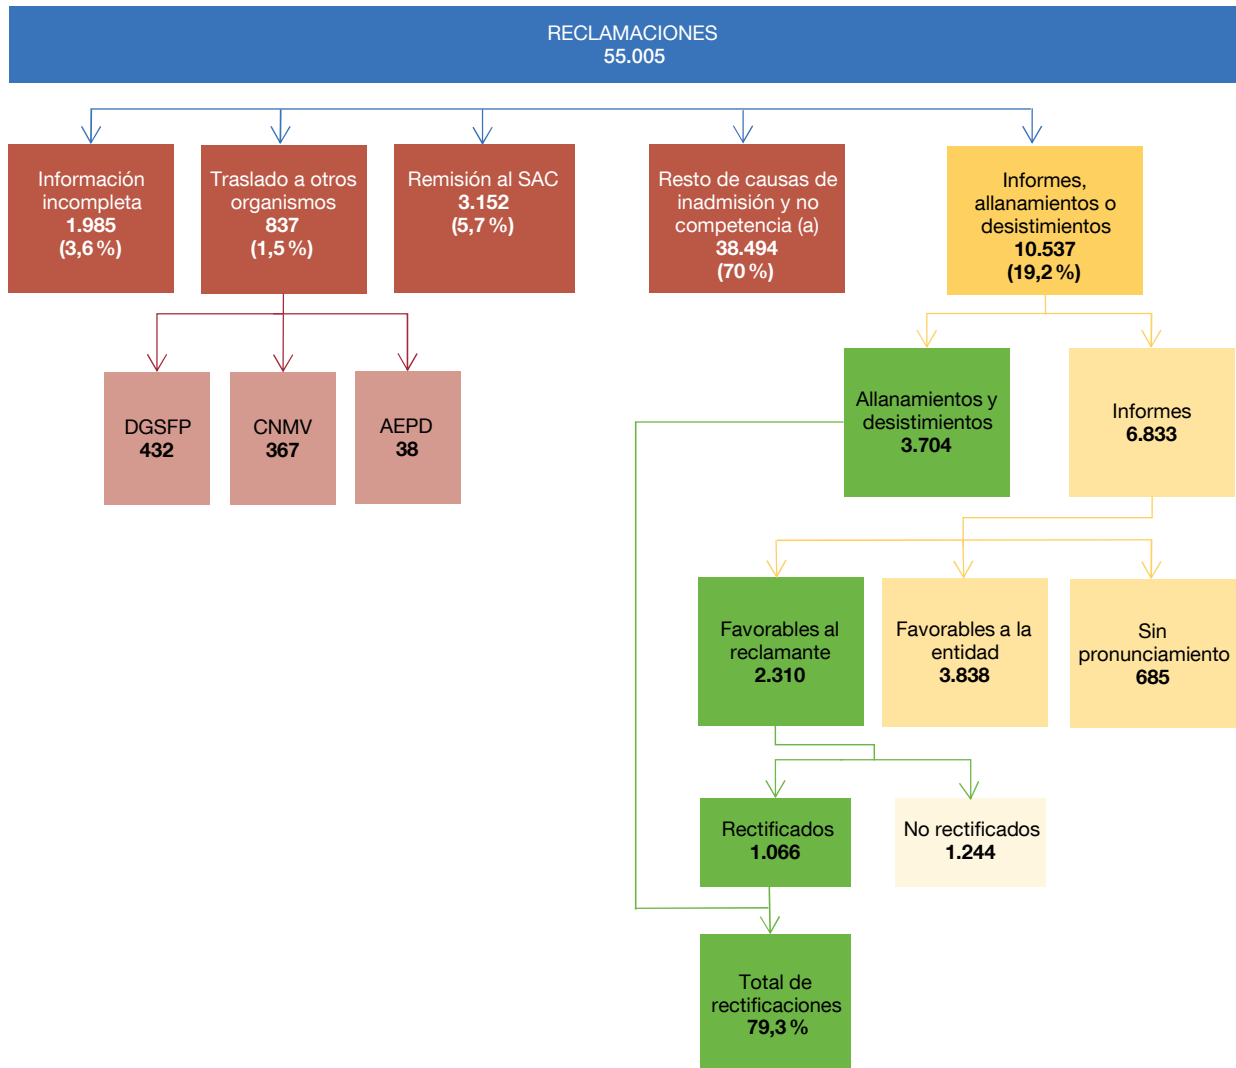 RECLAMACIONES
55.005
Información
incompleta
1.985
(3,6 %)
Traslado a otros
organismos
837
(1,5 %)
Remisión al SAC
3.152
(5,7 %)
Resto de causas de
inadmisión y no
competencia (a)
38.494
(70 %)
Informes,
allanamientos o
desistimientos
10.537
(19,2 %)
DGSFP
432
CNMV
367
AEPD
38
Allanamientos y
desistimientos
3.704
Informes
6.833
Favorables al
reclamante
2.310
Favorables a la
entidad
3.838
Sin
pronunciamiento
685
Rectificados
1.066
No rectificados
1.244
Total de
rectificaciones
79,3 %